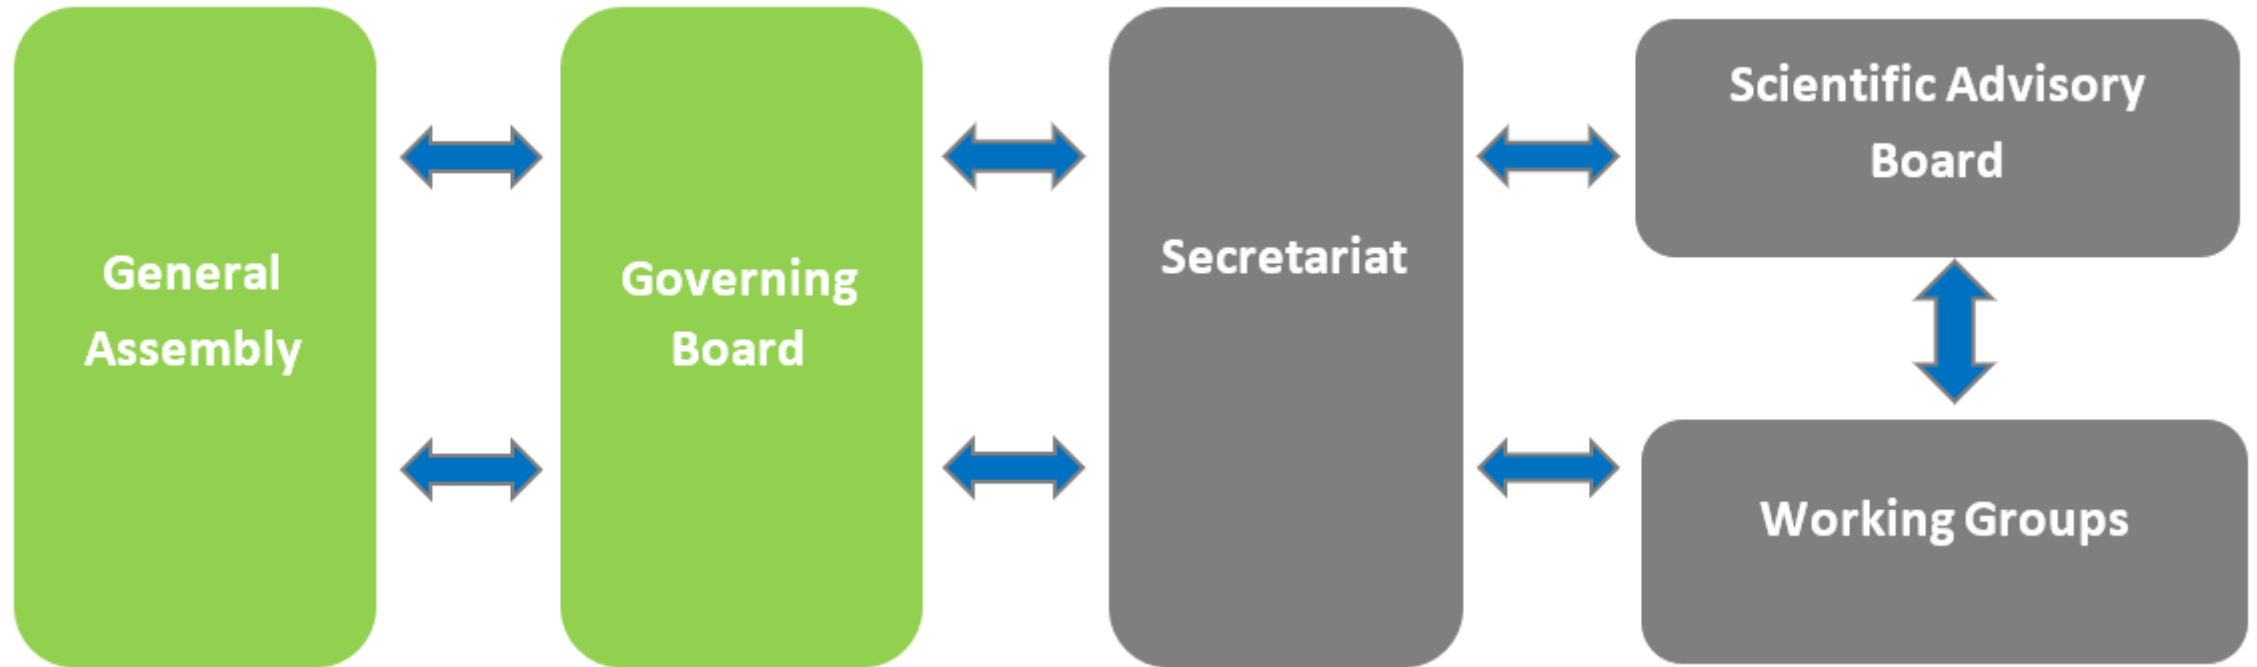 General
Assembly
Governing
Board
Secretariat
Scientific Advisory
Board
Working Groups